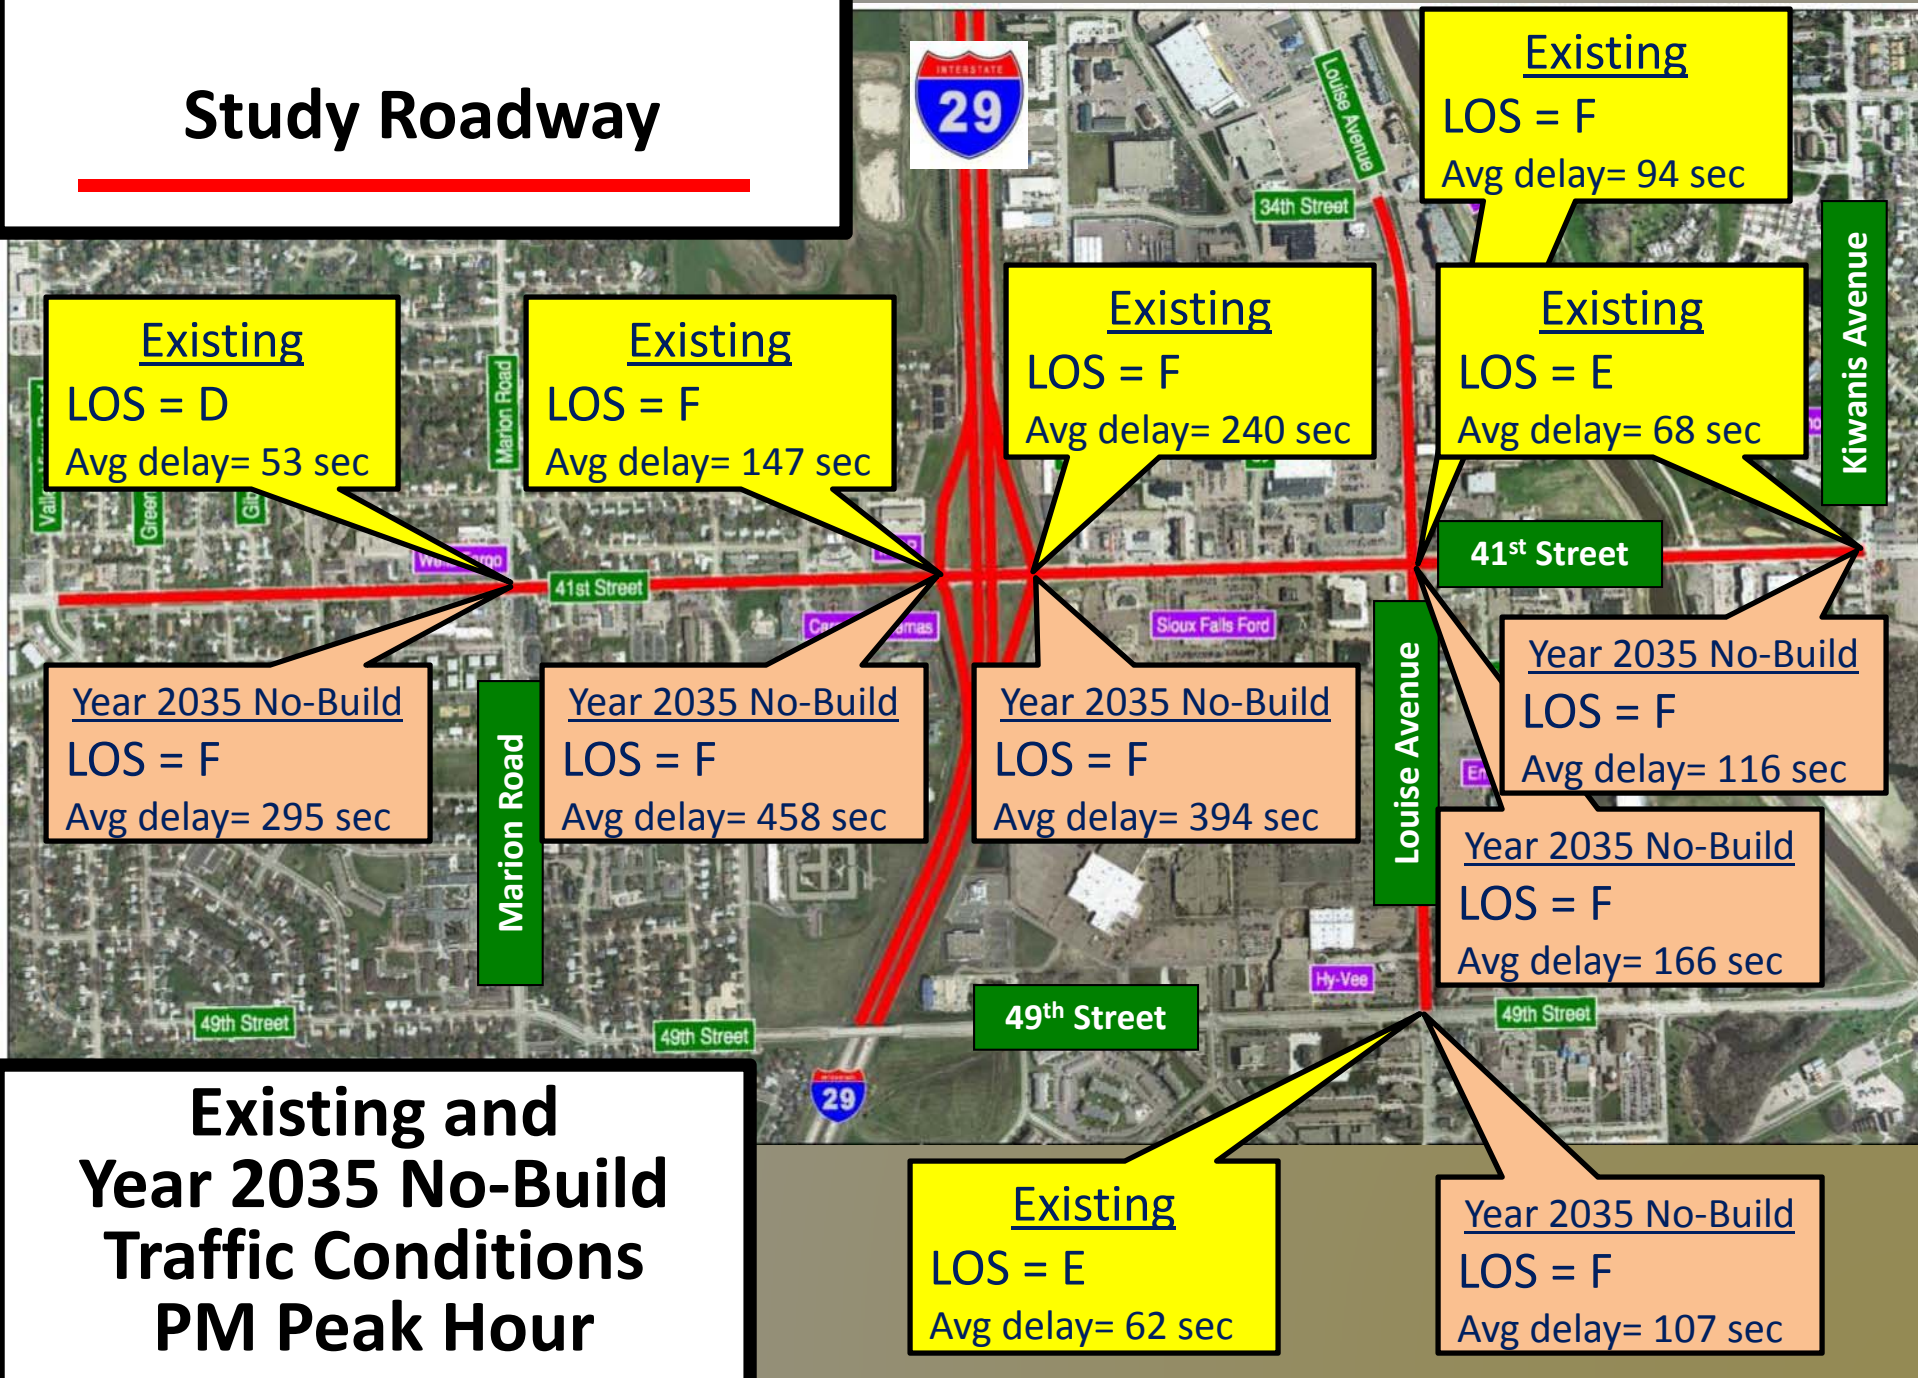 Study Roadway
INTERSTATE
29
Louise Avenue
34th Street
Existing
LOS = F
Avg delay= 94 sec
Kiwanis Avenue
Existing
LOS = D
Avg delay= 53 sec
Marion Road
Existing
LOS = F
Avg delay= 147 sec
Existing
LOS = F
Avg delay= 240 sec
Existing
LOS = E
Avg delay= 68 sec
41st Street
41st Street
Sioux Falls Ford
Year 2035 No-Build
LOS = F
Avg delay= 295 sec
Marion Road
Year 2035 No-Build
LOS = F
Avg delay= 458 sec
Year 2035 No-Build
LOS = F
Avg delay= 394 sec
Louise Avenue
Year 2035 No-Build
LOS = F
Avg delay= 116 sec
Year 2035 No-Build
LOS = F
Avg delay= 166 sec
Hy-Vee
49th Street
49th Street
49th Street
49th Street
29
Existing and
Year 2035 No-Build
Traffic Conditions
PM Peak Hour
Existing
LOS = E
Avg delay= 62 sec
Year 2035 No-Build
LOS = F
Avg delay= 107 sec